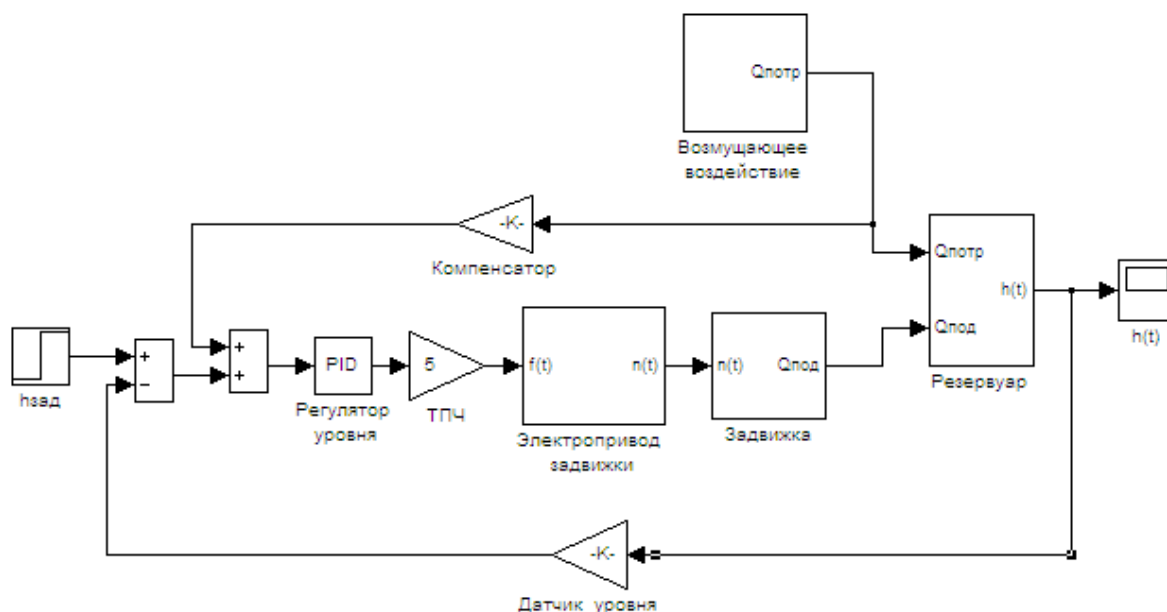 Qпотр
Возмущающее
воздействие
-K-
Компенсатор
Qпотр
h(t)
Qпод
Резервуар
h(t)
hзад
+
−
+
+
PID
Регулятор
уровня
5
ТПЧ
f(t)
n(t)
Электропривод
задвижки
n(t)
Qпод
Задвижка
-K-
Датчик уровня